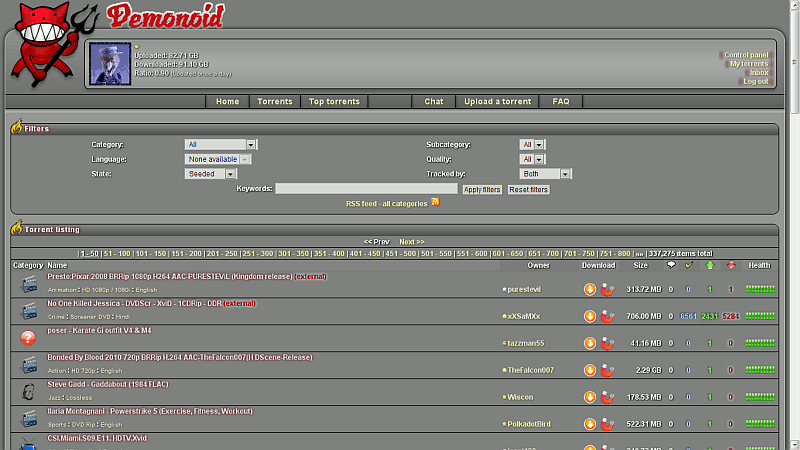 Demonoid
Uploaded: 82.71 GB
Downloaded: 91.40 GB
Ratio: 0.90 (Updated once a day)
[ Control panel ]
[ My torrents ]
[ Inbox ]
[ Log out ]
Home Torrents Top torrents Chat Upload a torrent FAQ
Filters
Category: All Subcategory: All
Language: None available Quality: All
State: Seeded Tracked by: Both
Keywords: Apply filters Reset filters
RSS feed - all categories
Torrent listing
<< Prev Next >>
| 1 - 50 | 51 - 100 | 101 - 150 | 151 - 200 | 201 - 250 | 251 - 300 | 301 - 350 | 351 - 400 | 401 - 450 | 451 - 500 | 501 - 550 | 551 - 600 | 601 - 650 | 651 - 700 | 701 - 750 | 751 - 800 | 337,275 items total
Category Name Owner Download Size Health
Presto:Pixar 2008 BRRip 1080p H264 AAC-PURESTEViL (Kingdom release) (external)
Animation : HD 1080p / 1080i : English purestevil 313.72 MB 0 0 1 1
No One Killed Jessica - DVDScr - XviD - 1CDRip - DDR (external)
Crime : Screener DVD : Hindi xXSaMXx 706.00 MB 0 8561 2431 5284
poser - Karate Gi outfit V4 & M4
tazzman55 41.16 MB 0 0 1 0
Bonded By Blood 2010 720p BRRip H.264 AAC-TheFalcon007(HDScene-Release)
Action : HD 720p : English TheFalcon007 2.29 GB 0 0 1 0
Steve Gadd - Gaddabout (1984 FLAC)
Jazz : Lossless Wiscon 178.53 MB 0 0 1 0
Ilaria Montagnani - Powerstrike 5 (Exercise, Fitness, Workout)
Sports : DVD Rip : English PolkadotBird 522.31 MB 0 0 1 0
CSI.Miami.S09.E11. HDTV.Xvid